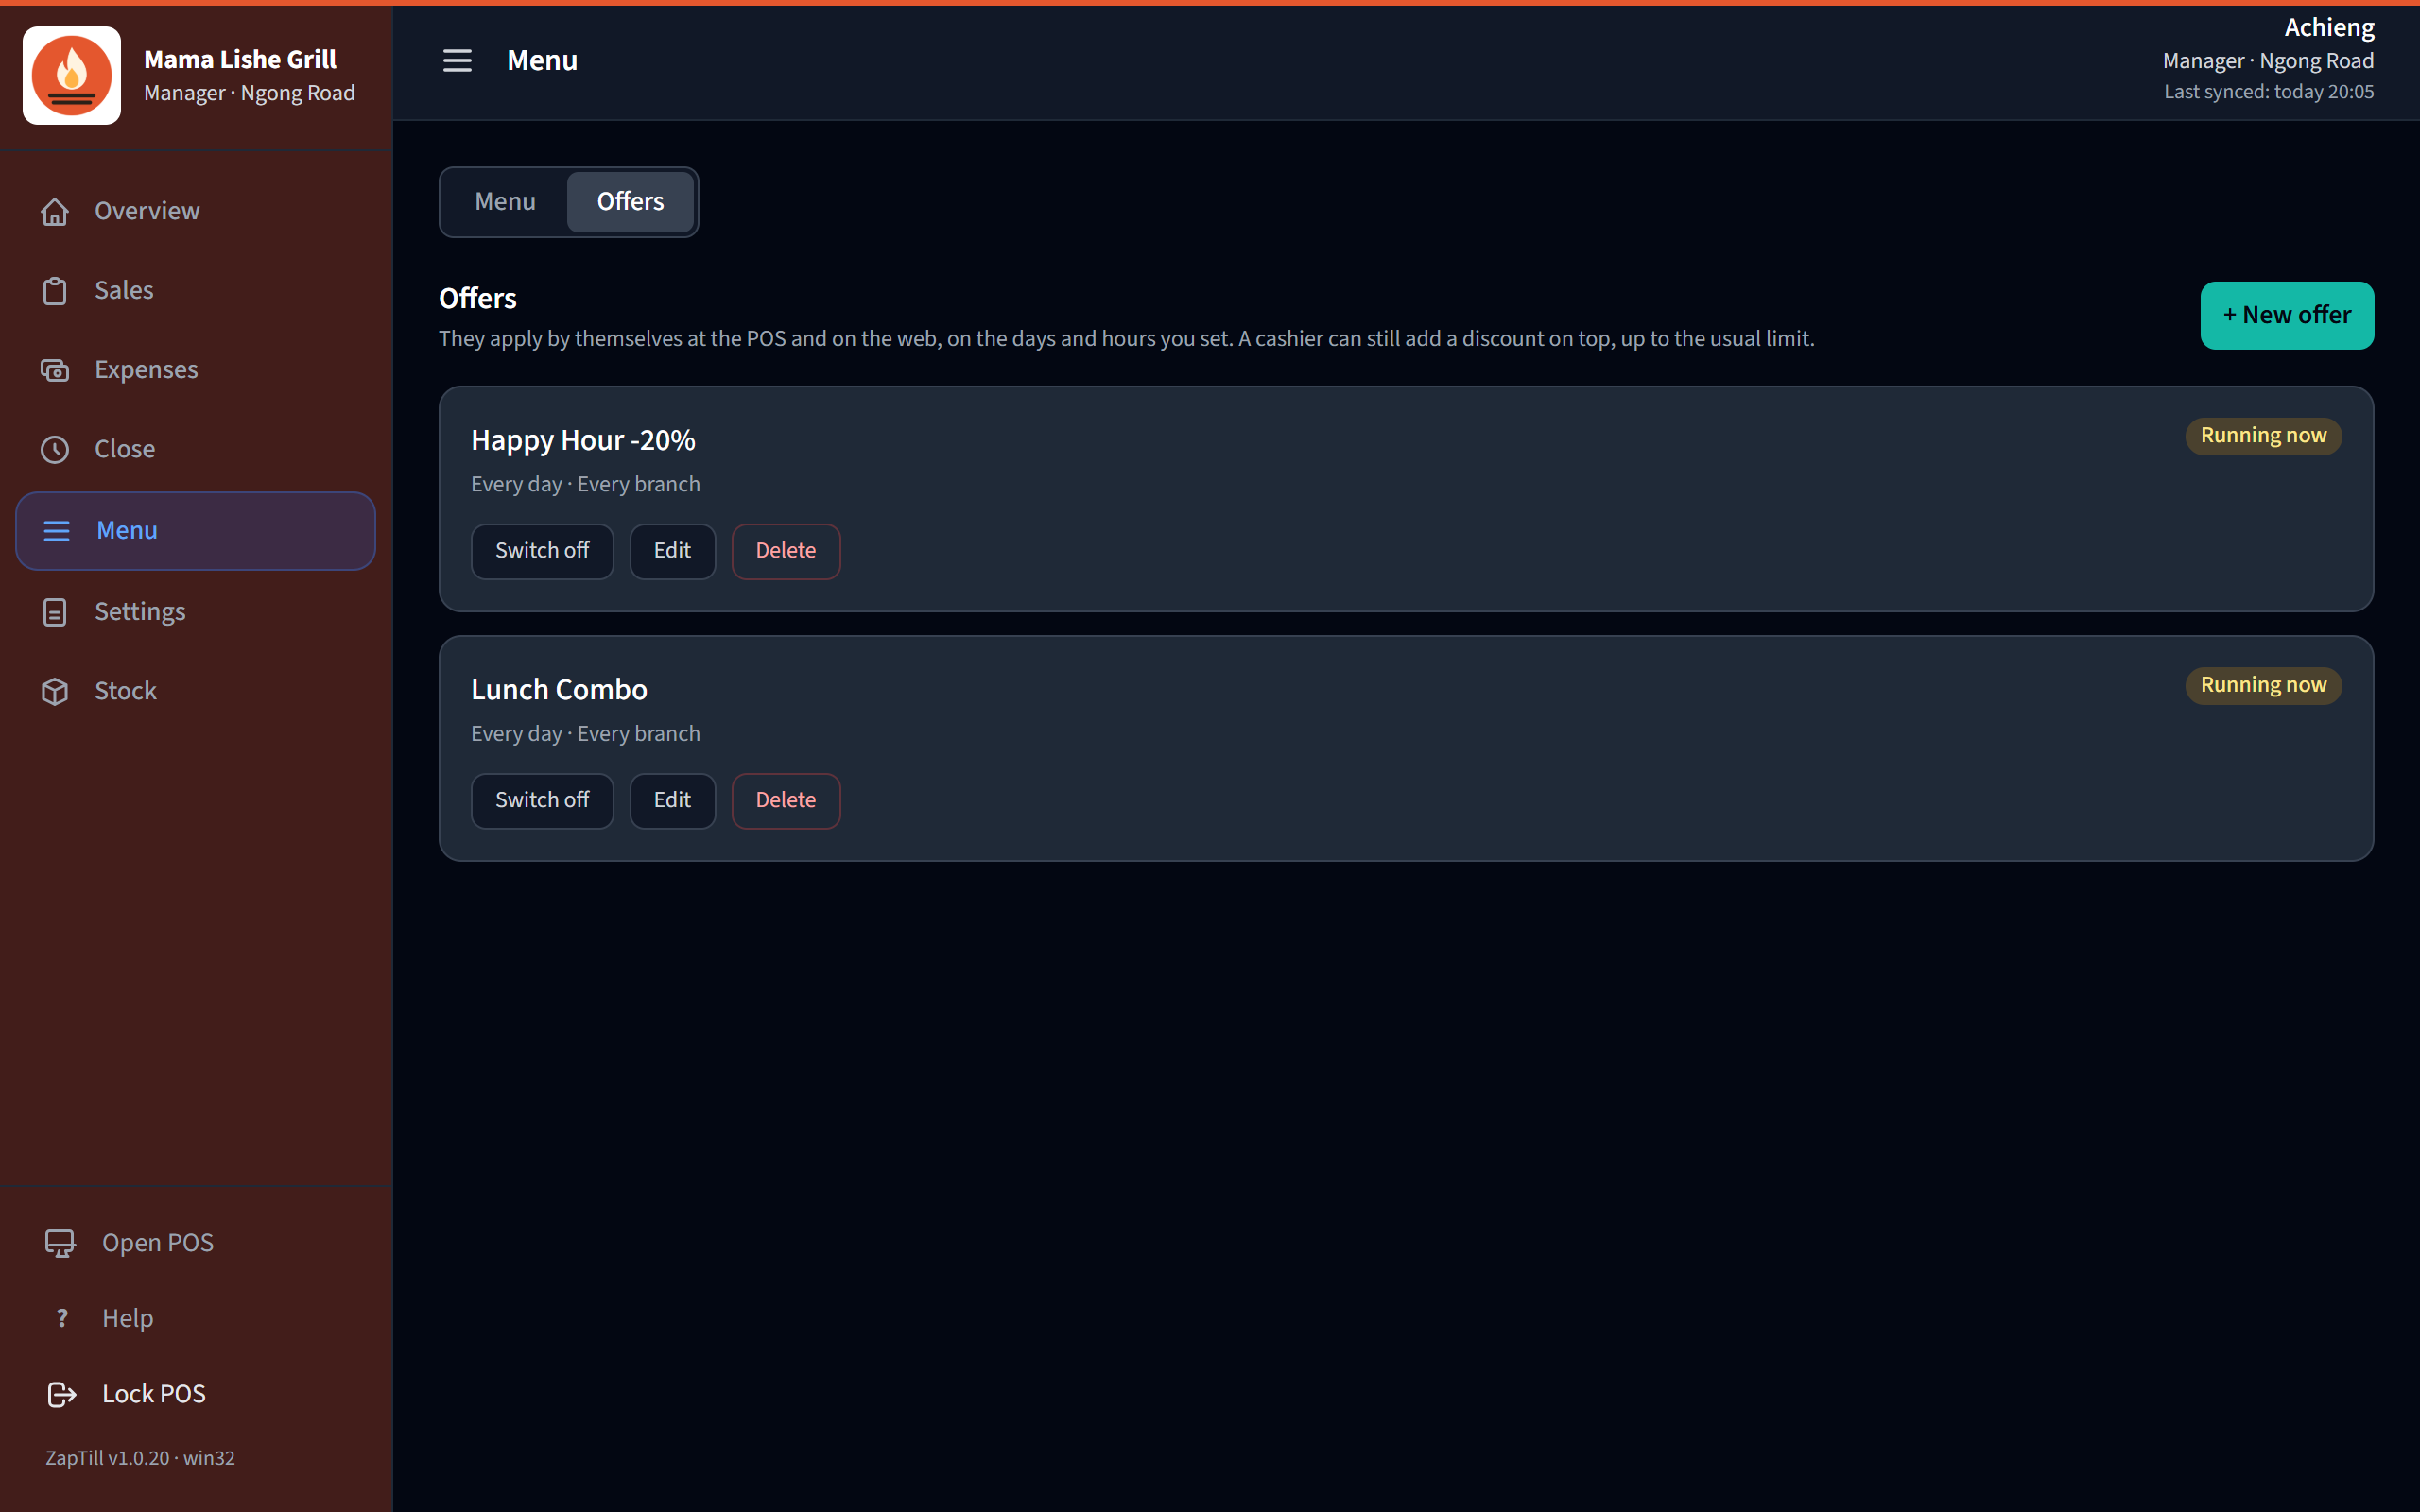 Mama Lishe Grill
Manager · Ngong Road
Overview
Sales
Expenses
Close
Menu
Settings
Stock
Open POS
? Help
Lock POS
ZapTill v1.0.20 · win32
Menu
Achieng
Manager · Ngong Road
Last synced: today 20:05
Menu
Offers
Offers
They apply by themselves at the POS and on the web, on the days and hours you set. A cashier can still add a discount on top, up to the usual limit.
+ New offer
Happy Hour -20%
Running now
Every day · Every branch
Switch off
Edit
Delete
Lunch Combo
Running now
Every day · Every branch
Switch off
Edit
Delete